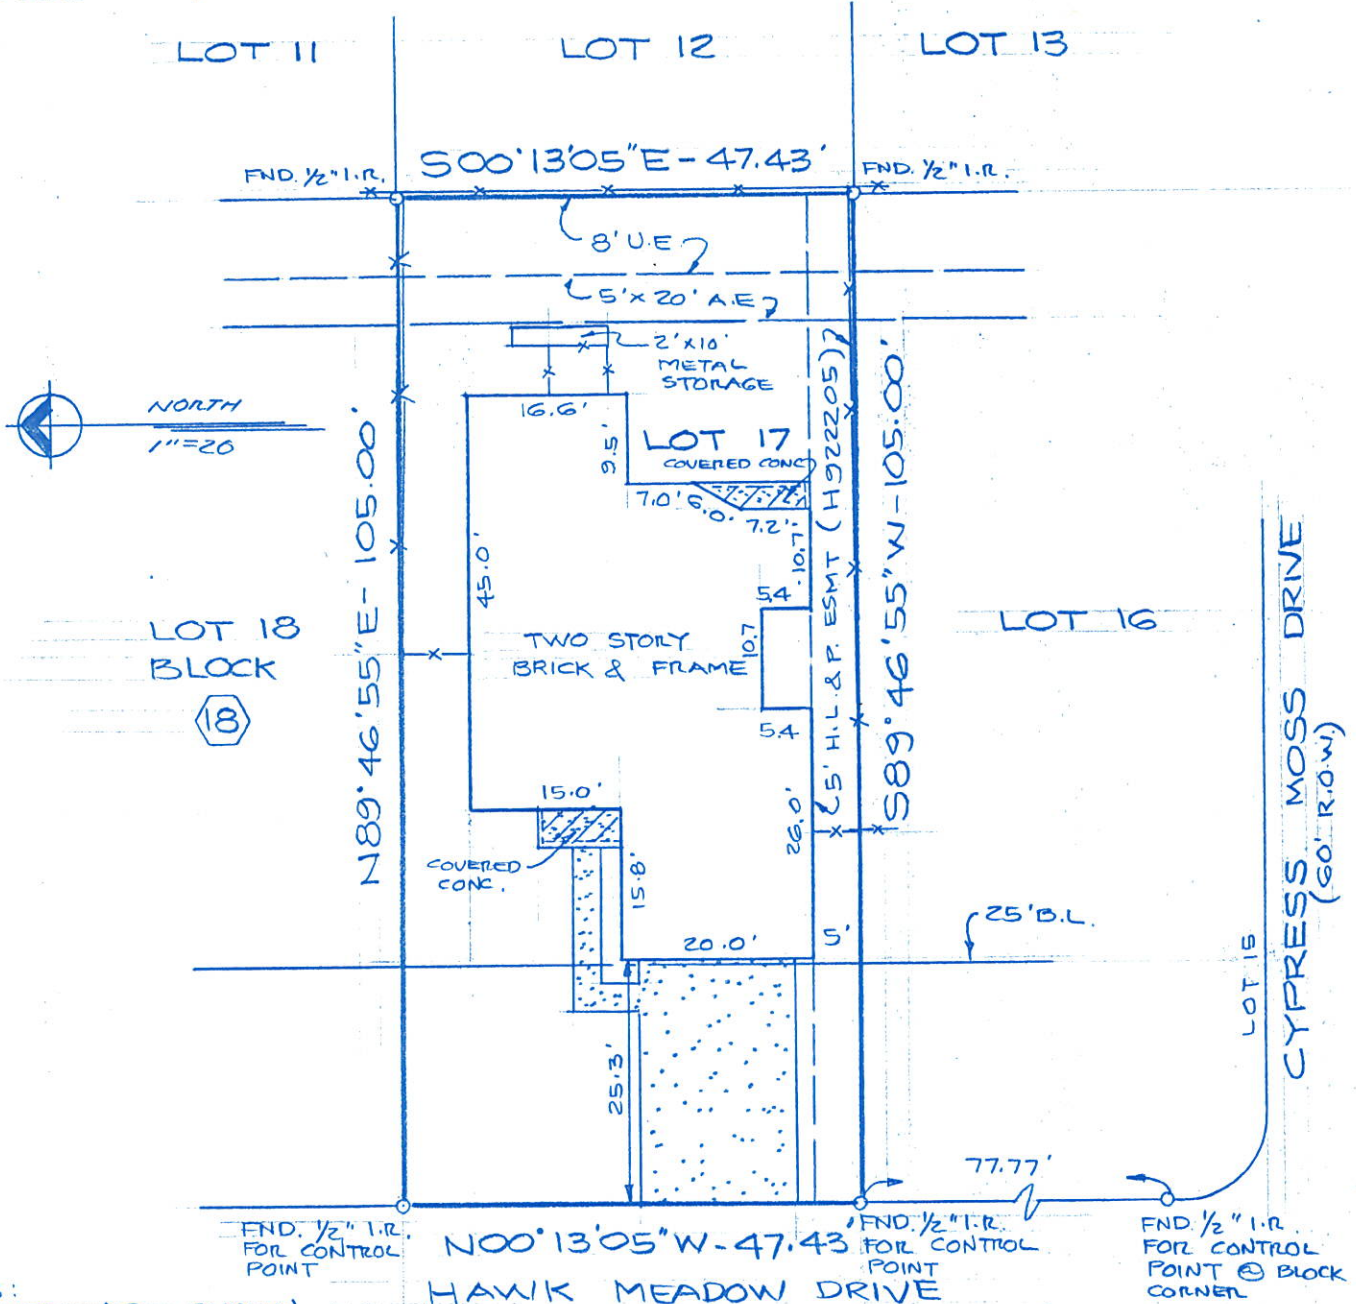 LOT 11
LOT 12
LOT 13
S00°13'05"E - 47.43'
FND. 1/2" I.R.
FND. 1/2" I.R.
8' U.E
5' x 20' A.E
2' x 10'
METAL
STORAGE
NORTH
1"=20
16.6'
9.5'
LOT 17
COVERED CONC
7.0'
6.0'
7.2'
10.7'
5.4
10.7
5.4
45.0'
N89°46'55"E - 105.00'
5' H.L. & P. ESMT (H922205)
S89°46'55"W - 105.00'
LOT 18
BLOCK
18
TWO STORY
BRICK & FRAME
LOT 16
CYPRESS MOSS DRIVE
(60' R.O.W.)
15.0'
COVERED
CONC.
15.8'
26.0'
20.0'
5'
25' B.L.
LOT 15
25.3'
77.77'
FND. 1/2" I.R.
FOR CONTROL
POINT
N00°13'05"W - 47.43'
FND. 1/2" I.R.
FOR CONTROL
POINT
FND. 1/2" I.R.
FOR CONTROL
POINT @ BLOCK
CORNER
HAWK MEADOW DRIVE